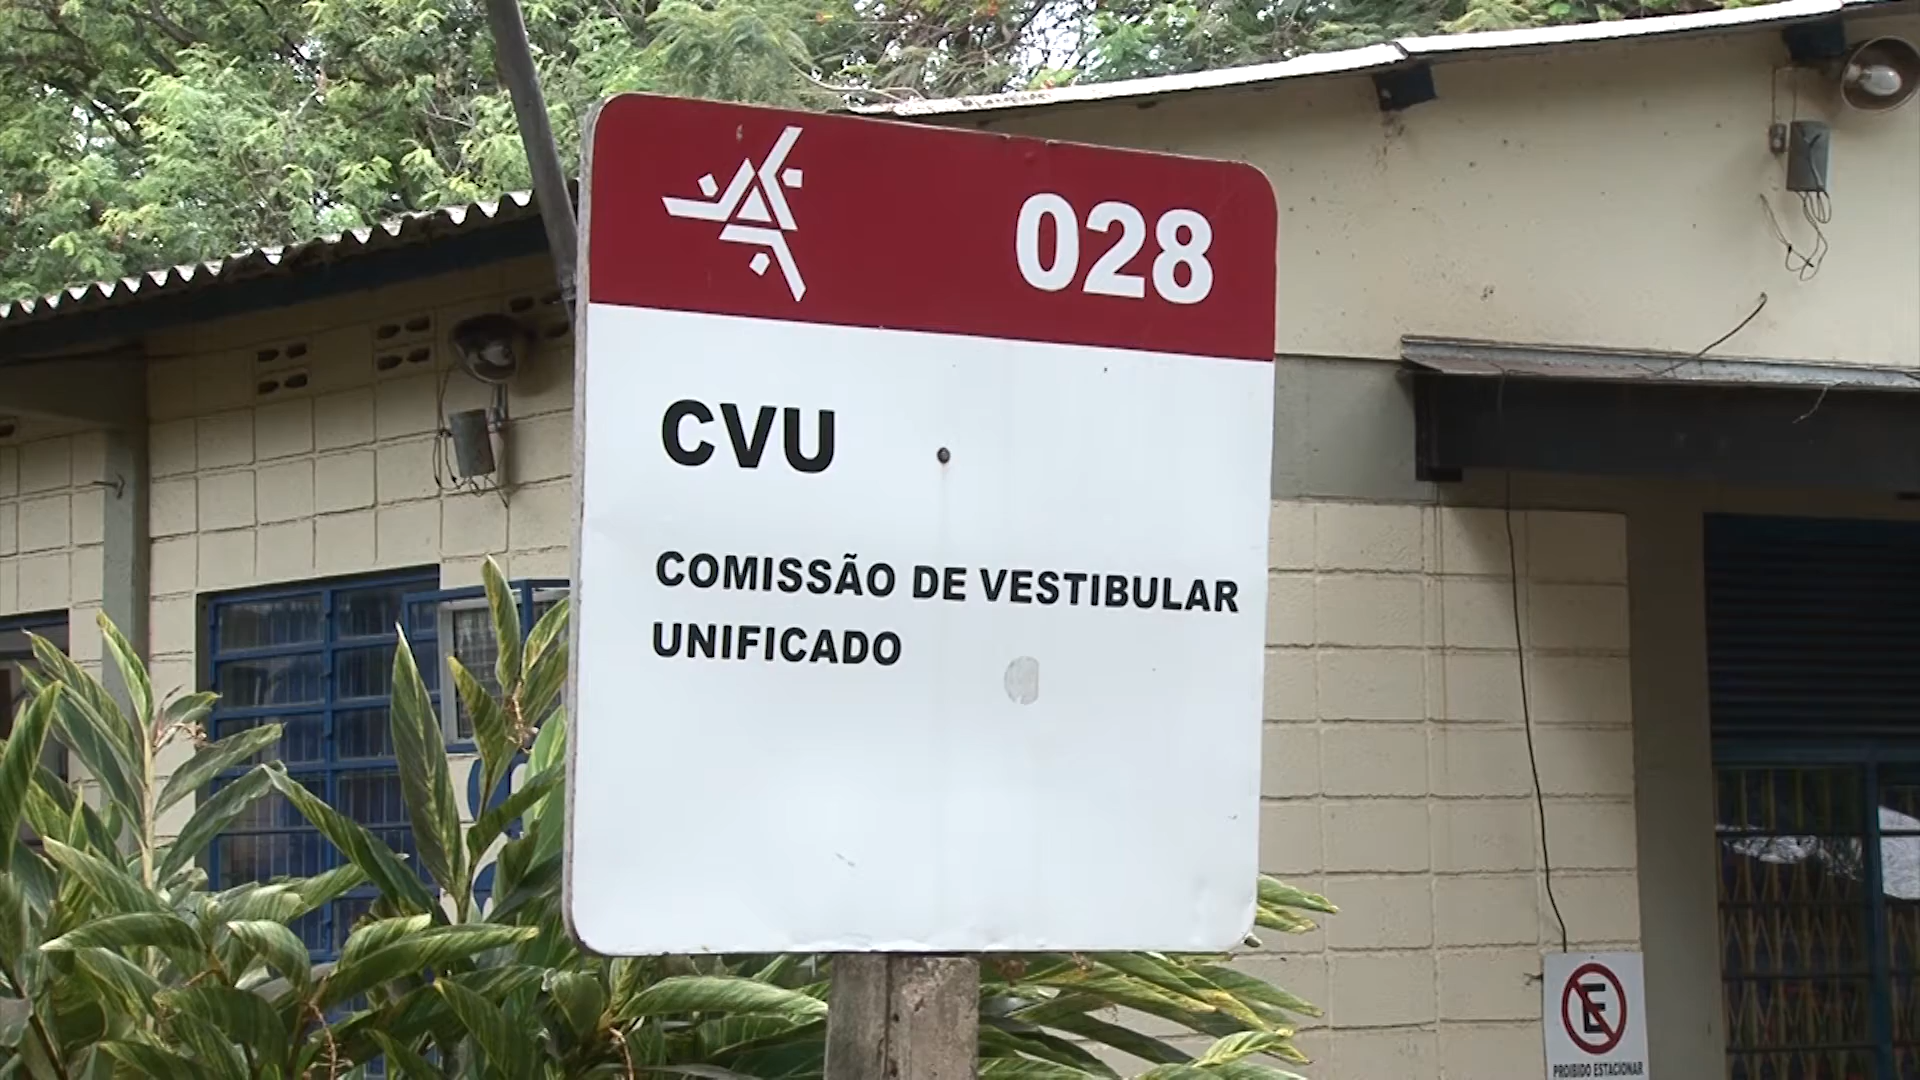 028
CVU
COMISSÃO DE VESTIBULAR
UNIFICADO
E
PROIBIDO ESTACIONAR